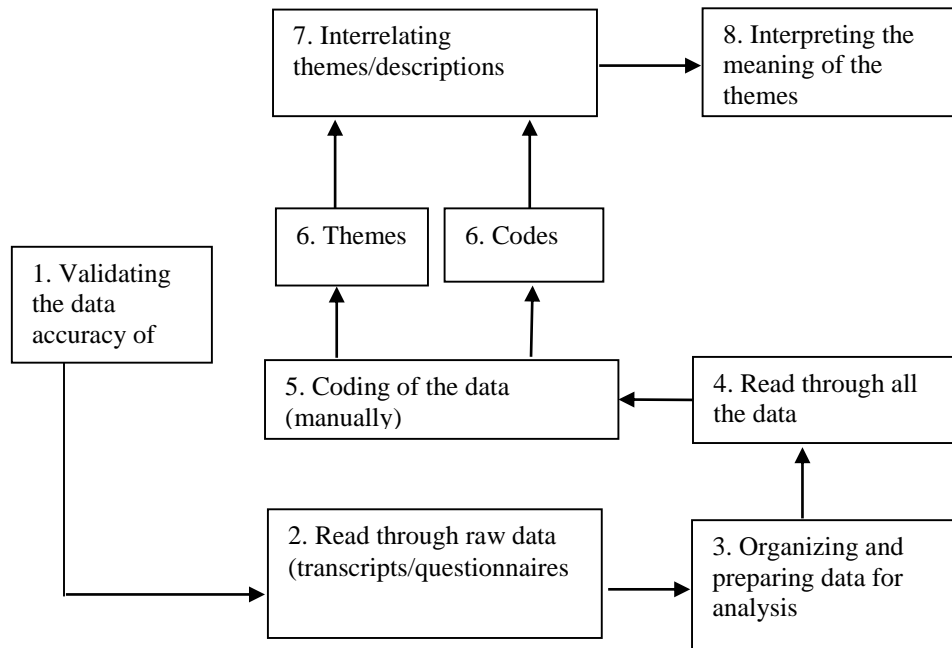 7. Interrelating
themes/descriptions
8. Interpreting the
meaning of the
themes
6. Themes
6. Codes
1. Validating
the data
accuracy of
5. Coding of the data
(manually)
4. Read through all
the data
2. Read through raw data
(transcripts/questionnaires
3. Organizing and
preparing data for
analysis